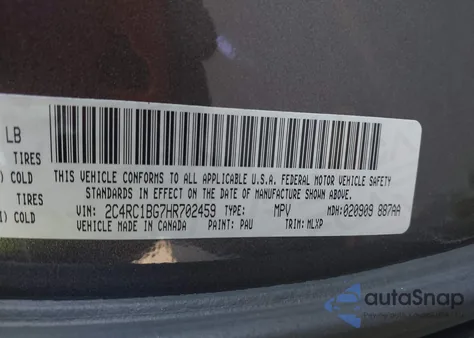 LB
TIRES
COLD
TIRES
COLD
THIS VEHICLE CONFORMS TO ALL APPLICABLE U.S.A. FEDERAL MOTOR VEHICLE SAFETY
STANDARDS IN EFFECT ON THE DATE OF MANUFACTURE SHOWN ABOVE.
VIN: 2C4RC1BG7HR702459 TYPE: MPV MDH:020909 887AA
VEHICLE MADE IN CANADA PAINT: PAU TRIM: MLXP
autoSnap